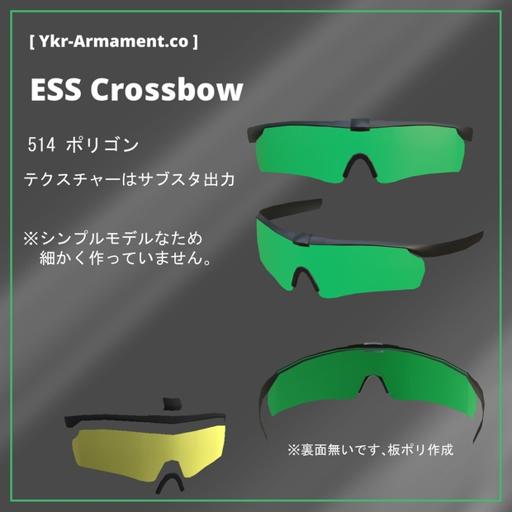 [ Ykr-Armament.co ]
ESS Crossbow
514 ポリゴン
テクスチャーはサブスタ出力
※シンプルモデルなため
細かく作っていません。
※裏面無いです、板ポリ作成